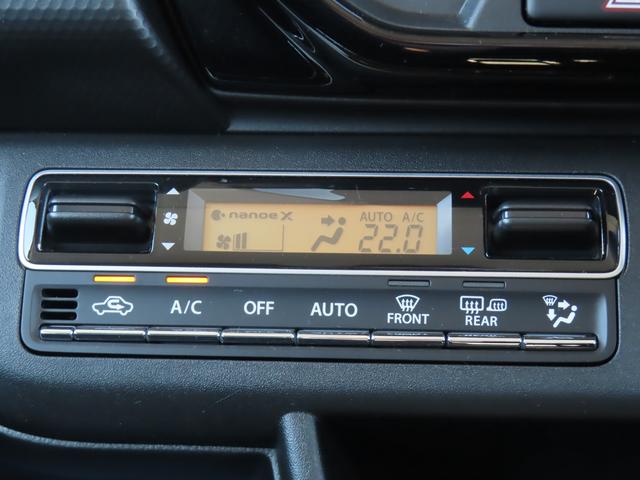 nanoe X AUTO A/C
22.0
A/C OFF AUTO FRONT REAR